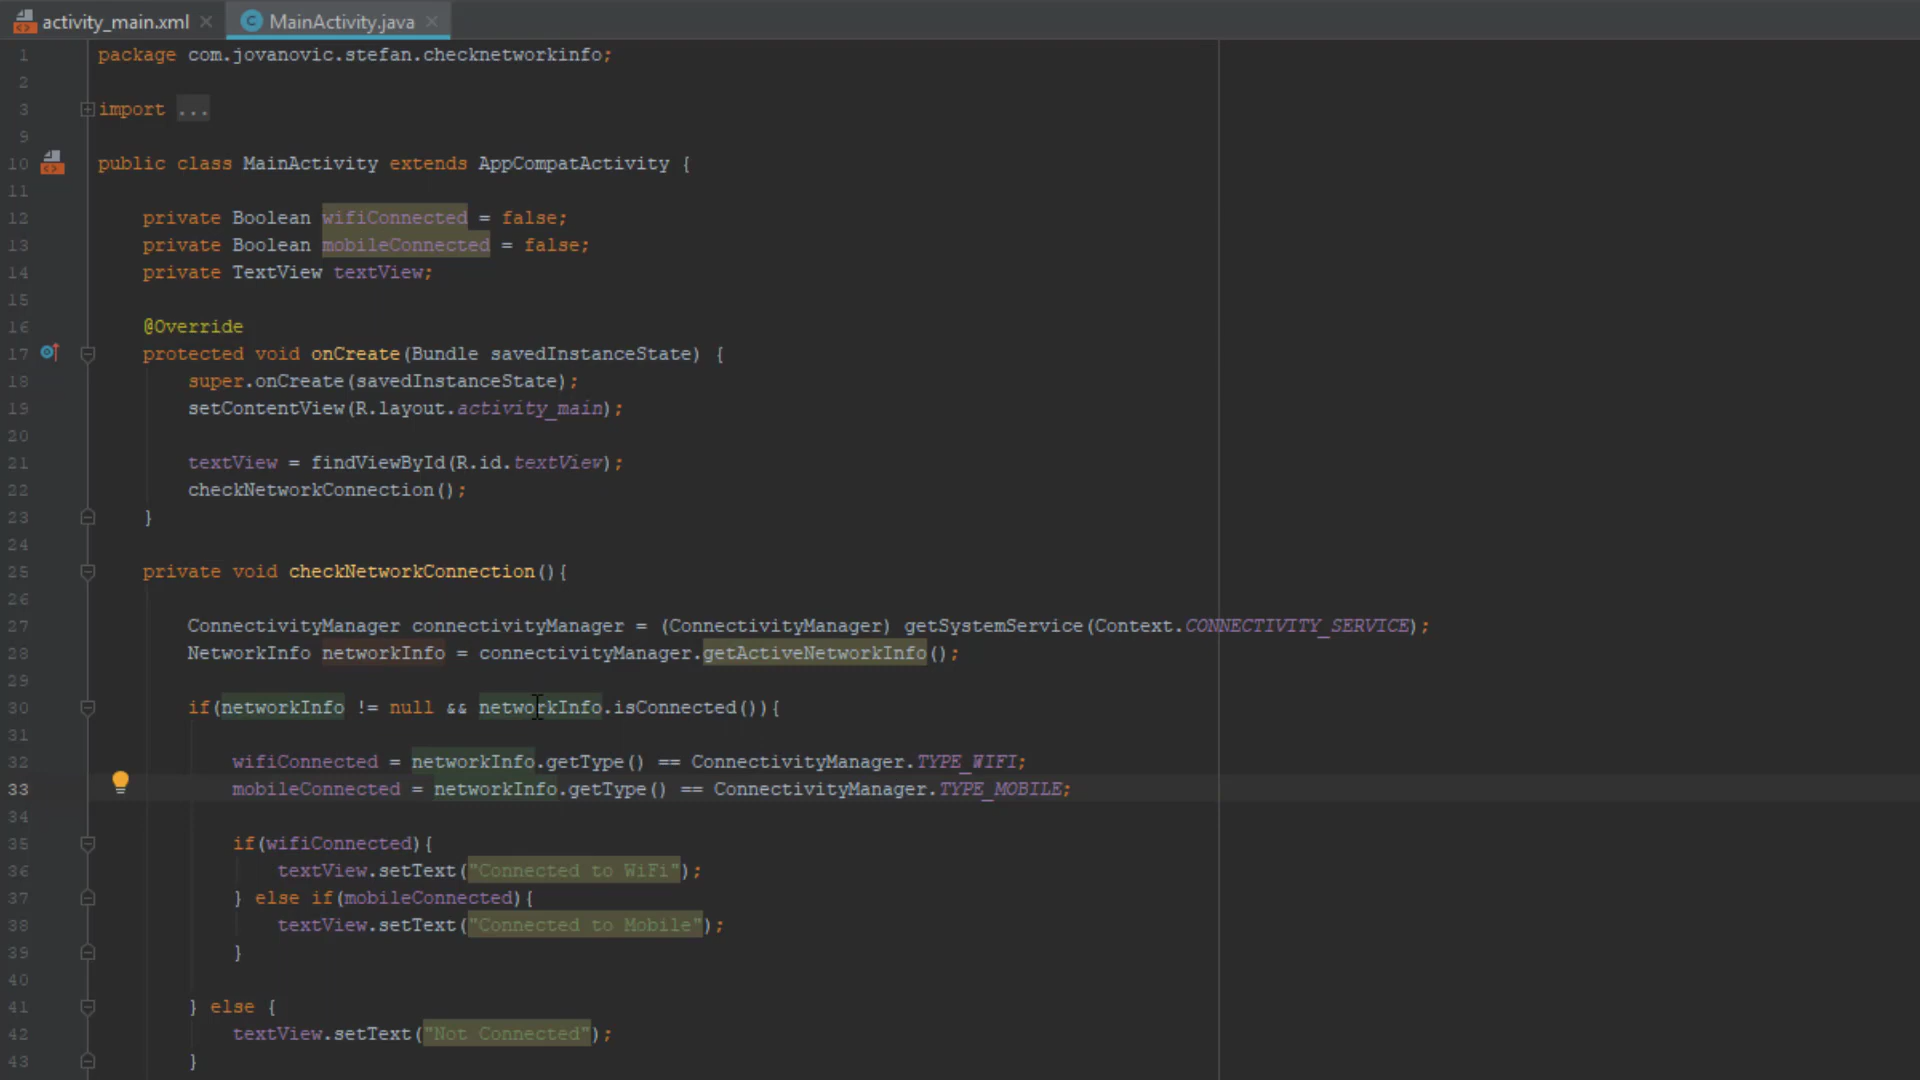 activity_main.xml MainActivity.java
1 package com.jovanovic.stefan.checknetworkinfo;
2
3 import ...
9
10 public class MainActivity extends AppCompatActivity {
11
12 private Boolean wifiConnected = false;
13 private Boolean mobileConnected = false;
14 private TextView textView;
15
16 @Override
17 protected void onCreate(Bundle savedInstanceState) {
18 super.onCreate(savedInstanceState);
19 setContentView(R.layout.activity_main);
20
21 textView = findViewById(R.id.textView);
22 checkNetworkConnection();
23 }
24
25 private void checkNetworkConnection(){
26
27 ConnectivityManager connectivityManager = (ConnectivityManager) getSystemService(Context.CONNECTIVITY_SERVICE);
28 NetworkInfo networkInfo = connectivityManager.getActiveNetworkInfo();
29
30 if(networkInfo != null && networkInfo.isConnected()){
31
32 wifiConnected = networkInfo.getType() == ConnectivityManager.TYPE_WIFI;
33 mobileConnected = networkInfo.getType() == ConnectivityManager.TYPE_MOBILE;
34
35 if(wifiConnected){
36 textView.setText("Connected to WiFi");
37 } else if(mobileConnected){
38 textView.setText("Connected to Mobile");
39 }
40
41 } else {
42 textView.setText("Not Connected");
43 }